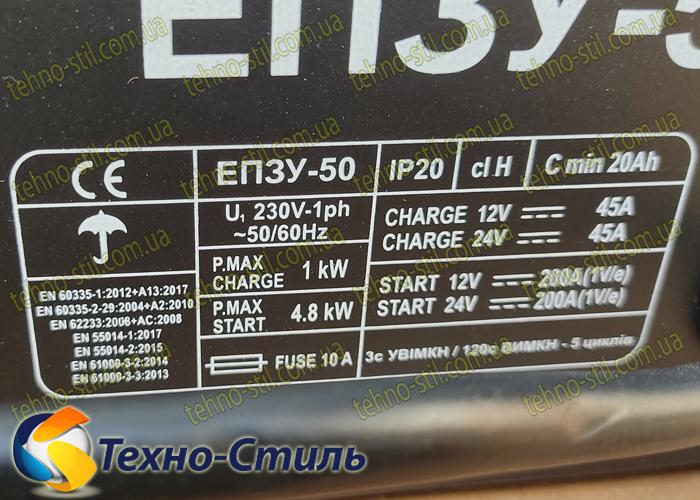 ЕПЗУ-5
CE
ЕПЗУ-50
IP20
cl H
C min 20Ah
U1 230V-1ph
~50/60Hz
CHARGE 12V 45A
CHARGE 24V 45A
P.MAX
CHARGE 1 kW
P.MAX
START 4.8 kW
START 12V 200A(1V/e)
START 24V 200A(1V/e)
EN 60335-1:2012+A13:2017
EN 60335-2-29:2004+A2:2010
EN 62233:2008+AC:2008
EN 55014-1:2017
EN 55014-2:2015
EN 61000-3-2:2014
EN 61000-3-3:2013
FUSE 10 A
3с УВІМКН / 120с ВИМКН - 5 циклів
Техно-Стиль
tehno-stil.com.ua